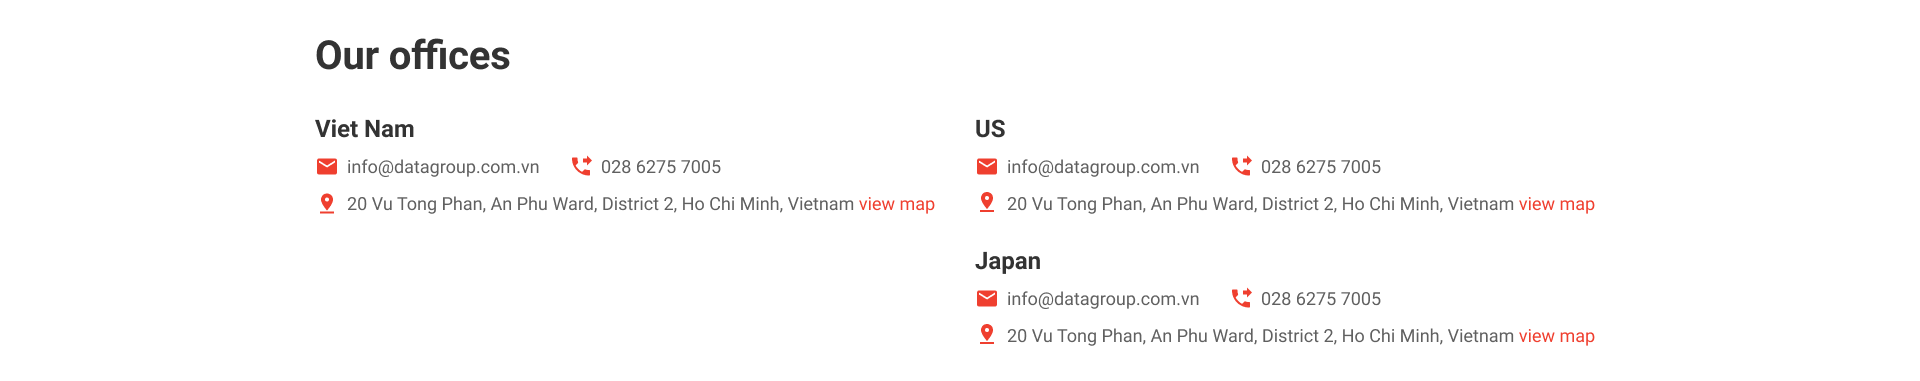 Our offices
Viet Nam
info@datagroup.com.vn 028 6275 7005
20 Vu Tong Phan, An Phu Ward, District 2, Ho Chi Minh, Vietnam view map
US
info@datagroup.com.vn 028 6275 7005
20 Vu Tong Phan, An Phu Ward, District 2, Ho Chi Minh, Vietnam view map
Japan
info@datagroup.com.vn 028 6275 7005
20 Vu Tong Phan, An Phu Ward, District 2, Ho Chi Minh, Vietnam view map